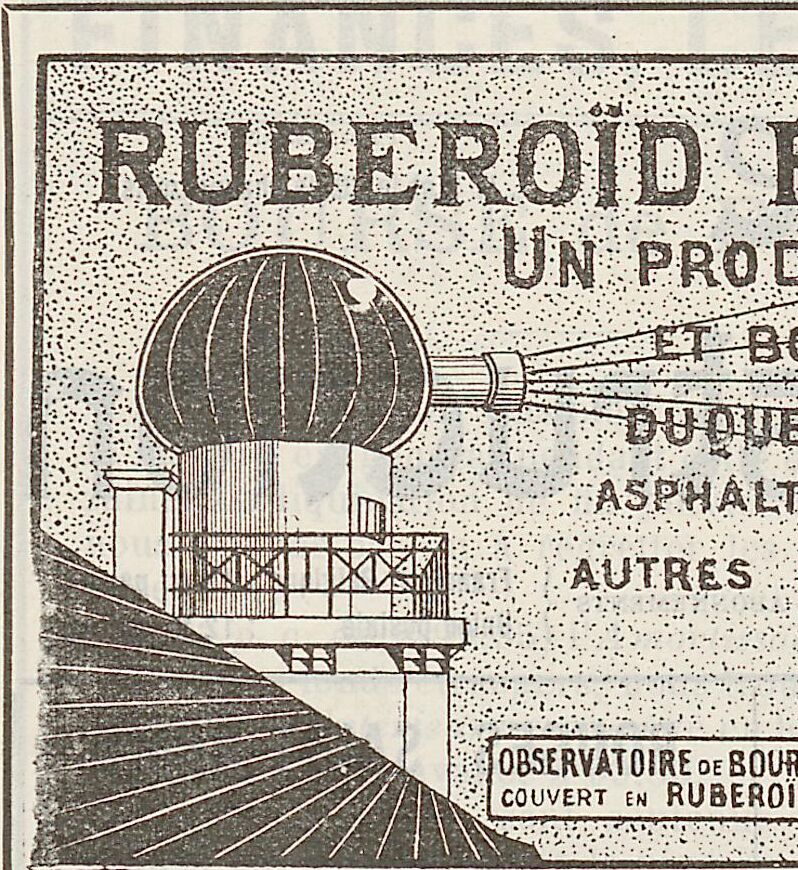 RUBEROÏD
UN PROD
ET BO
DUQUE
ASPHALT
AUTRES
OBSERVATOIRE DE BOUR
COUVERT EN RUBEROÏ